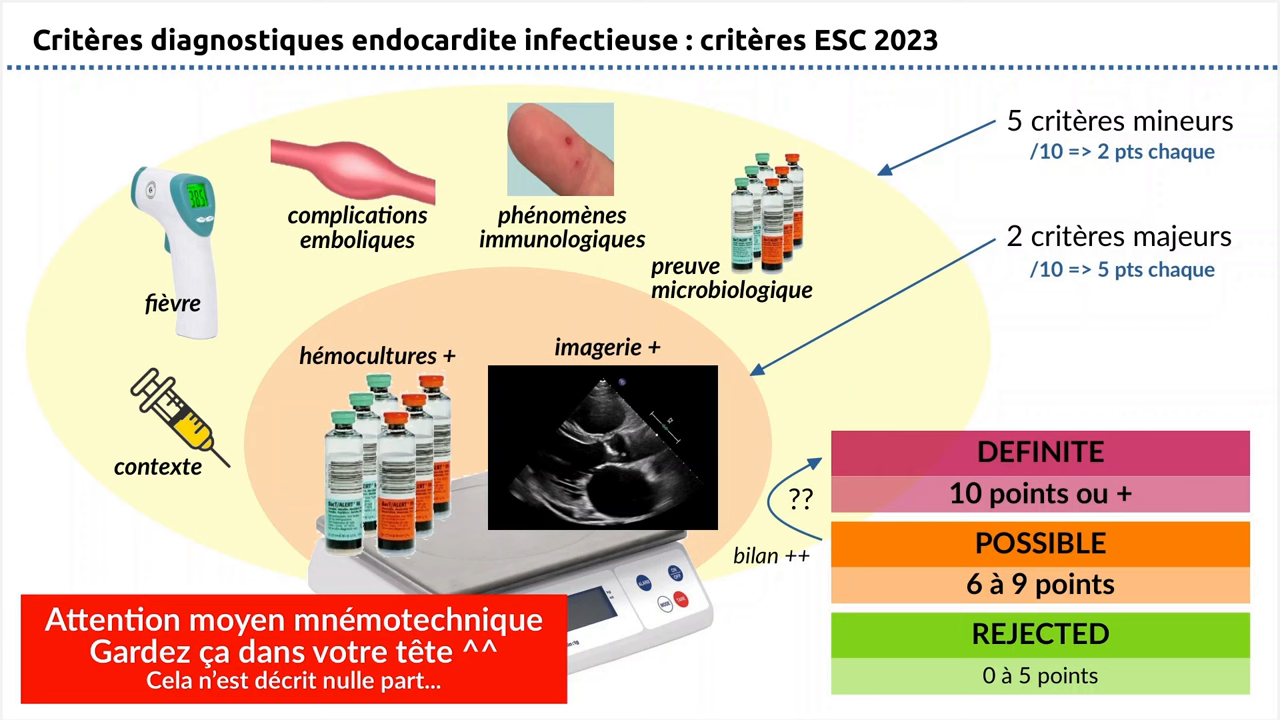 Critères diagnostiques endocardite infectieuse : critères ESC 2023
5 critères mineurs
/10 => 2 pts chaque
2 critères majeurs
/10 => 5 pts chaque
complications
emboliques
phénomènes
immunologiques
preuve
microbiologique
fièvre
contexte
hémocultures +
imagerie +
??
bilan ++
DEFINITE
10 points ou +
POSSIBLE
6 à 9 points
REJECTED
0 à 5 points
Attention moyen mnémotechnique
Gardez ça dans votre tête ^^
Cela n'est décrit nulle part...